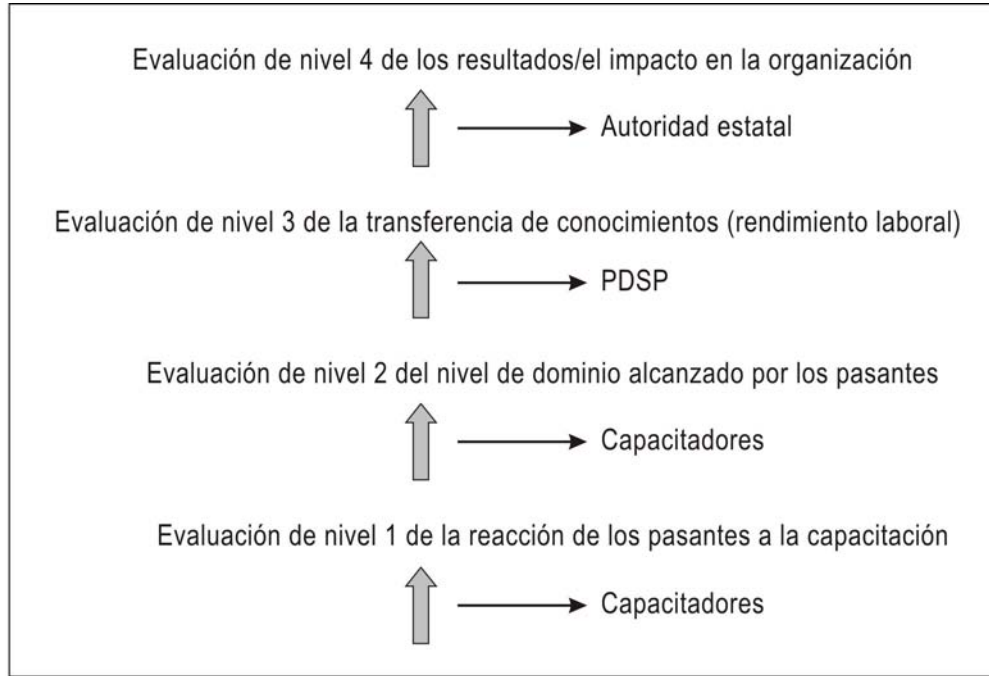 Evaluación de nivel 4 de los resultados/el impacto en la organización
Autoridad estatal
Evaluación de nivel 3 de la transferencia de conocimientos (rendimiento laboral)
PDSP
Evaluación de nivel 2 del nivel de dominio alcanzado por los pasantes
Capacitadores
Evaluación de nivel 1 de la reacción de los pasantes a la capacitación
Capacitadores